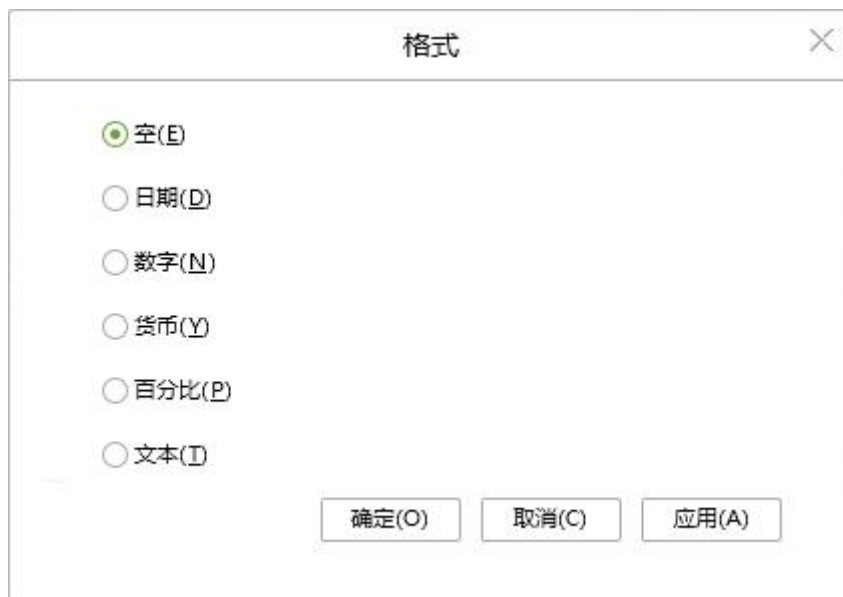 格式
空(E)
日期(D)
数字(N)
货币(Y)
百分比(P)
文本(T)
确定(O) 取消(C) 应用(A)